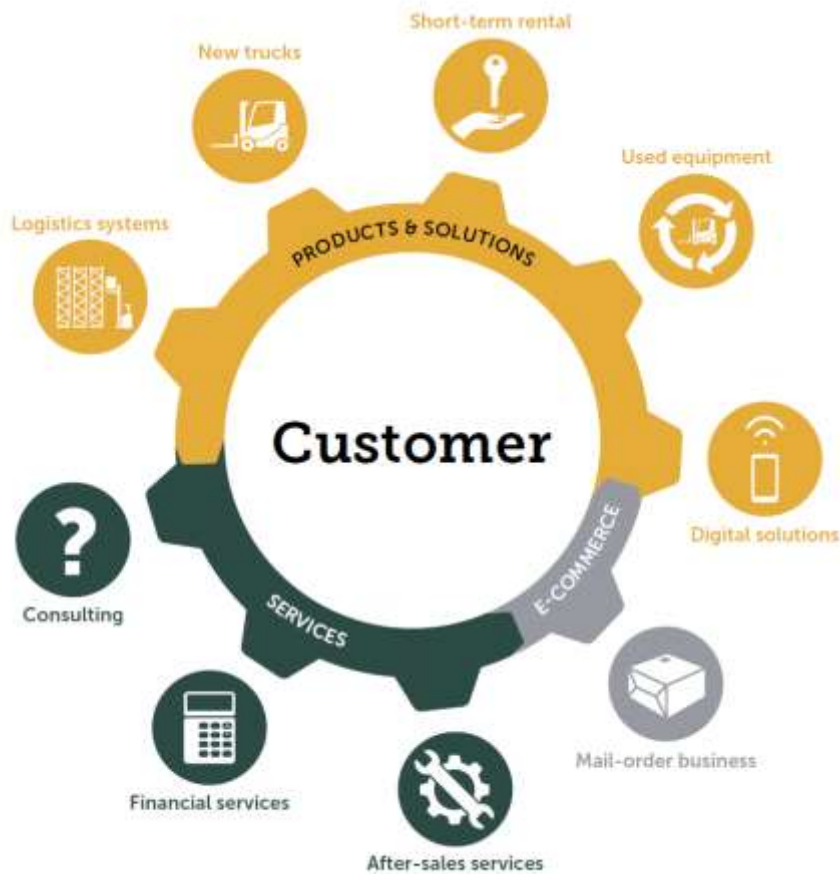 Short-term rental
New trucks
Used equipment
Logistics systems
PRODUCTS & SOLUTIONS
Customer
Digital solutions
E-COMMERCE
Consulting
SERVICES
Mail-order business
Financial services
After-sales services